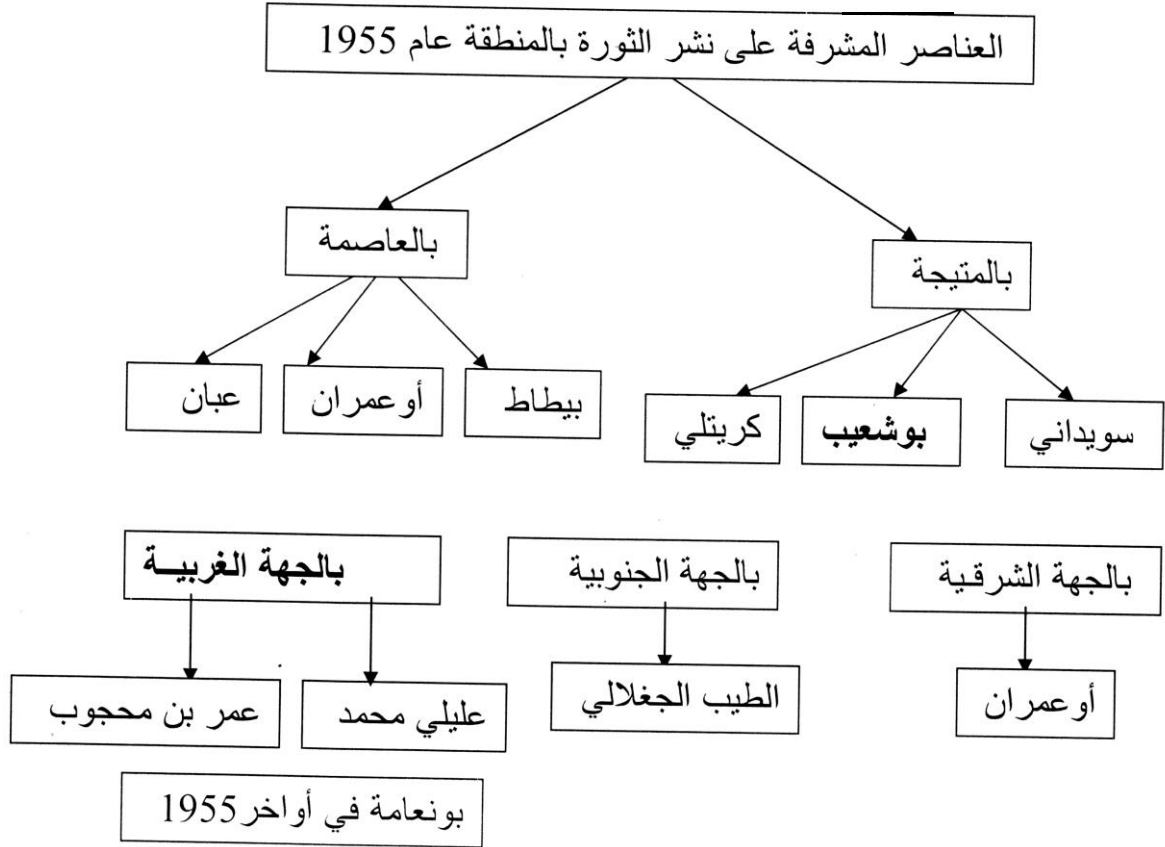 العناصر المشرفة على نشر الثورة بالمنطقة عام 1955
بالمتيجة
بالعاصمة
سويداني
بوشعيب
كريتلي
بيطاط
أوعمران
عبان
بالجهة الشرقية
بالجهة الجنوبية
بالجهة الغربيــة
أوعمران
الطيب الجغلالي
عليلي محمد
عمر بن محجوب
بونعامة في أواخر1955